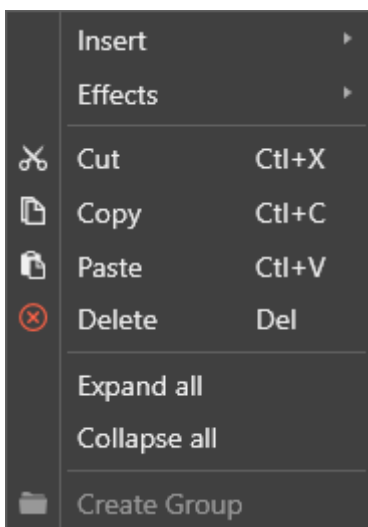 Insert
Effects
Cut Ctl+X
Copy Ctl+C
Paste Ctl+V
Delete Del
Expand all
Collapse all
Create Group